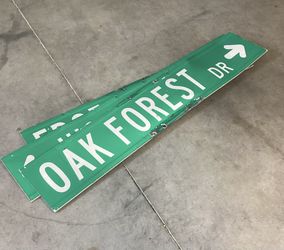 OAK FOREST DR →